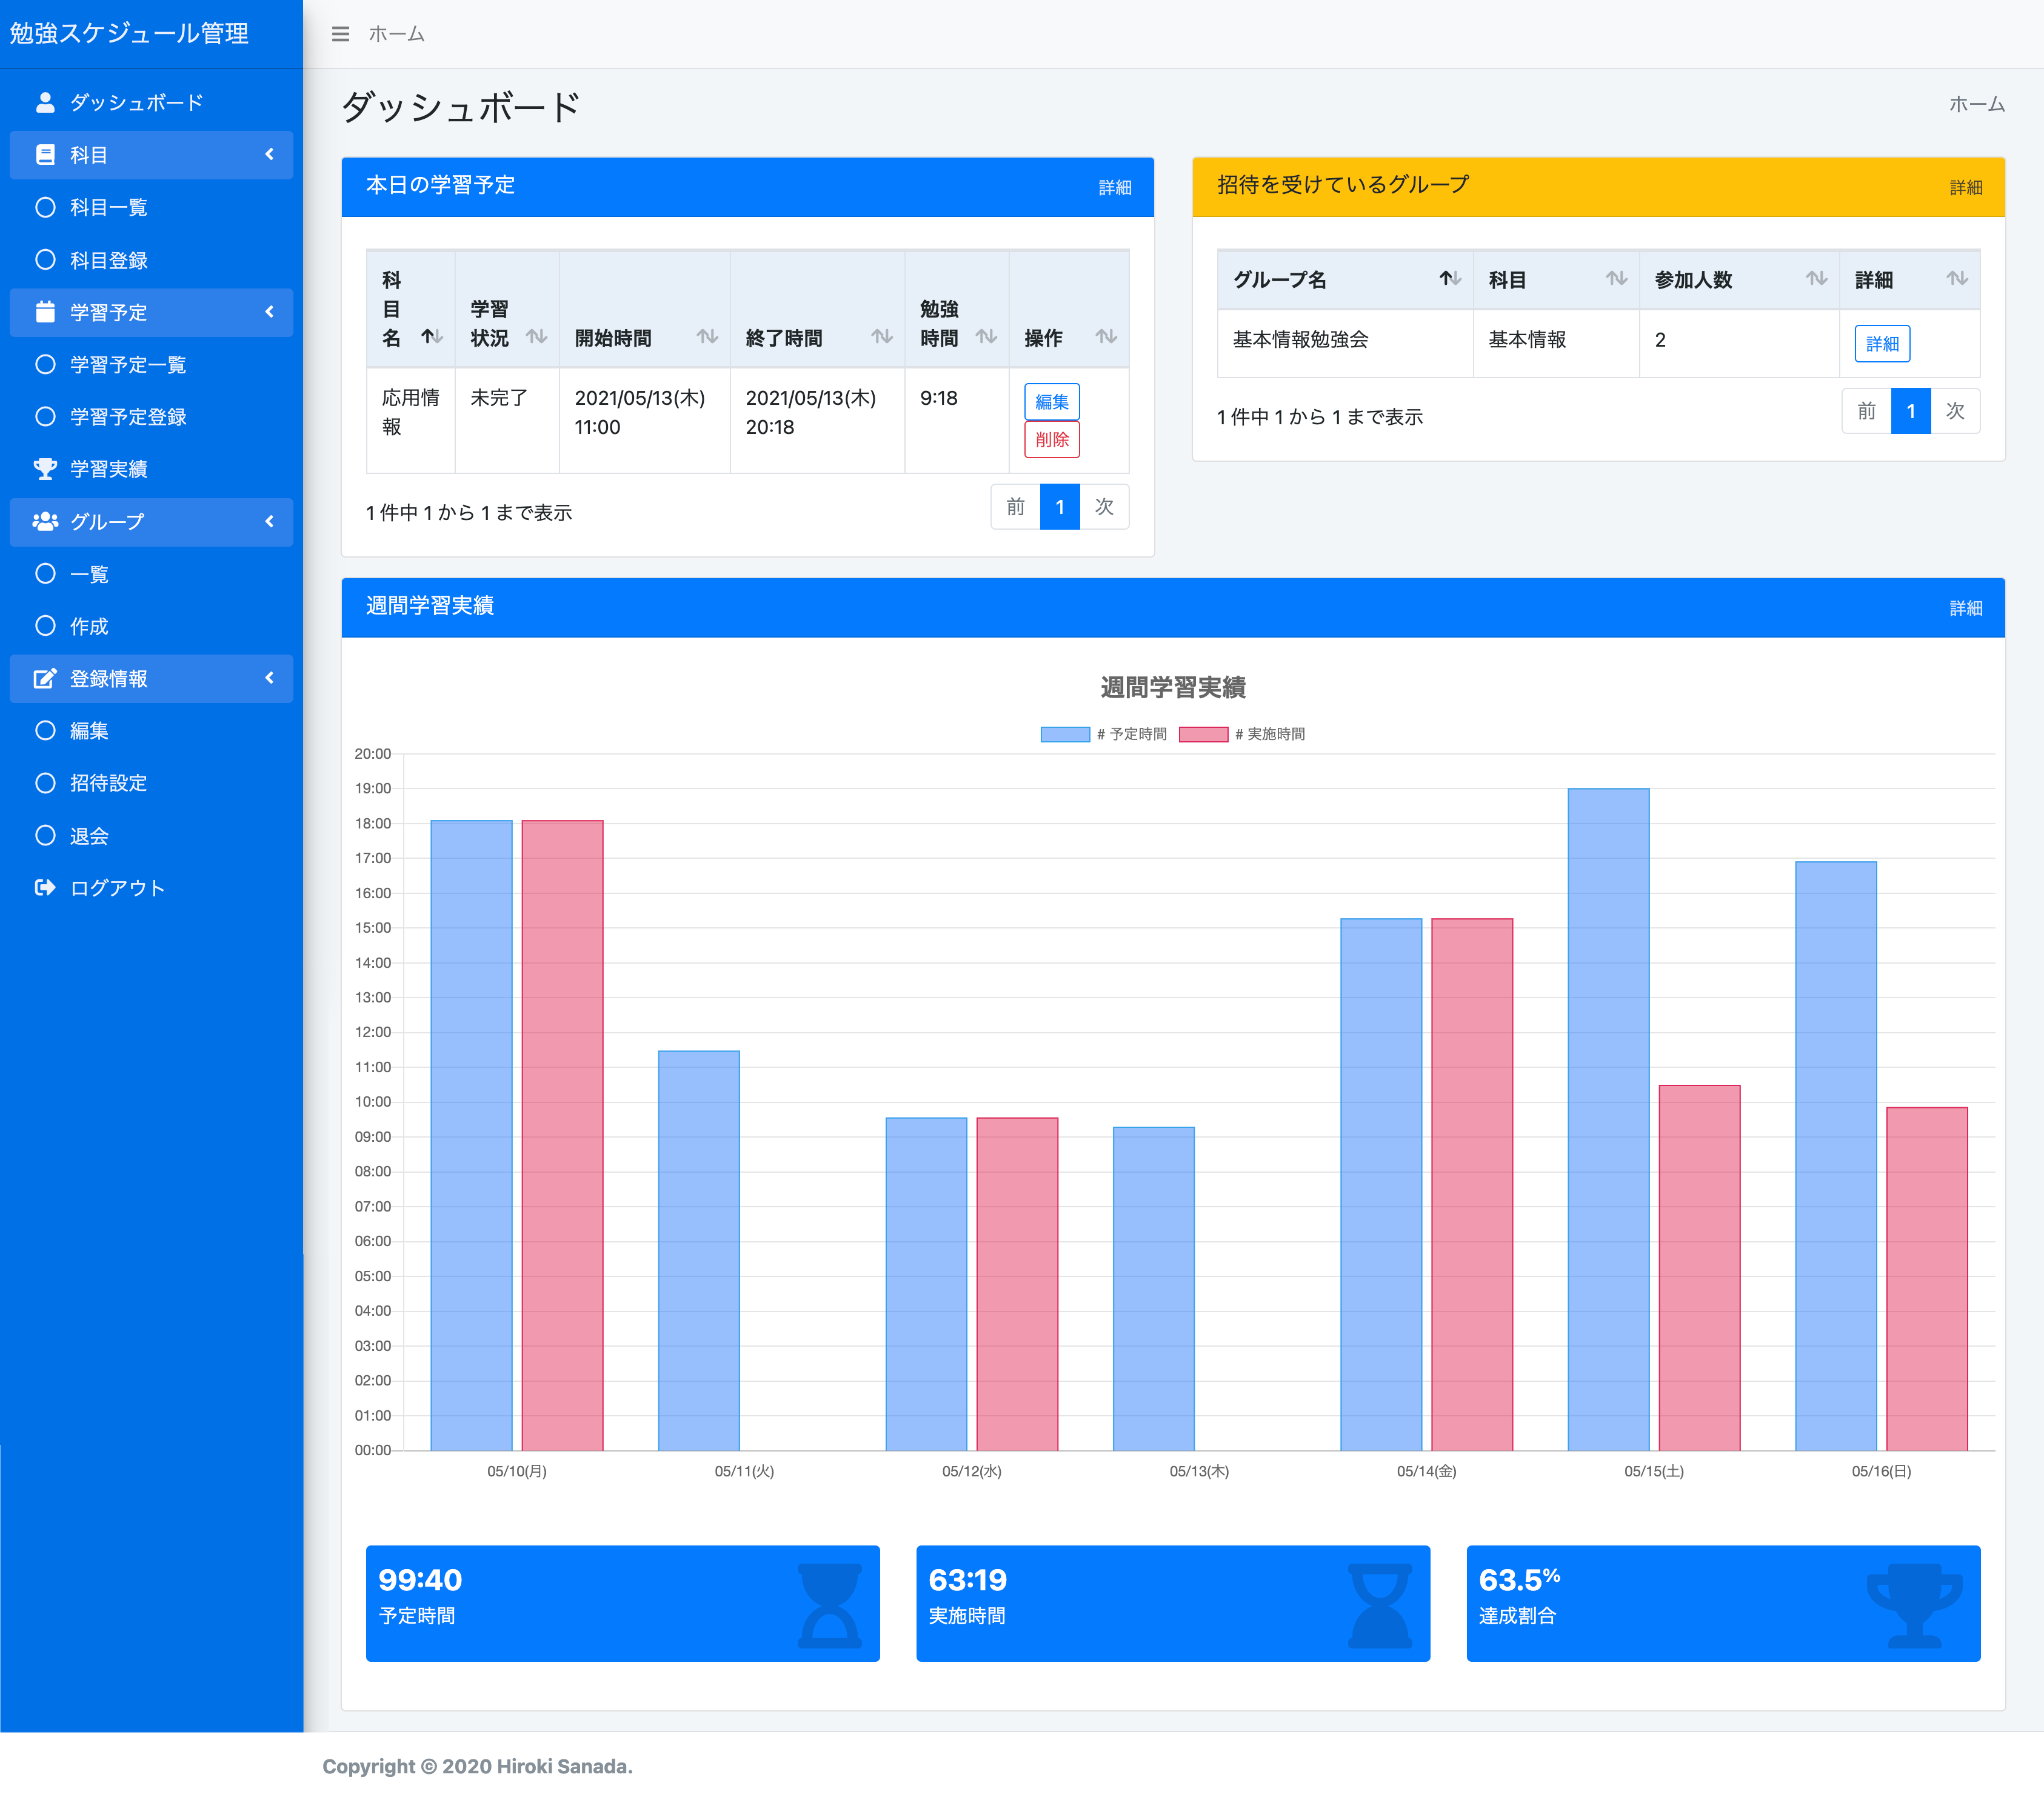 勉強スケジュール管理
ホーム
ダッシュボード
科目
科目一覧
科目登録
学習予定
学習予定一覧
学習予定登録
学習実績
グループ
一覧
作成
登録情報
編集
招待設定
退会
ログアウト
ダッシュボード
ホーム
本日の学習予定 詳細
科目名 学習状況 開始時間 終了時間 勉強時間 操作
応用情報 未完了 2021/05/13(木) 11:00 2021/05/13(木) 20:18 9:18 編集 削除
1 件中 1 から 1 まで表示
前 1 次
招待を受けているグループ 詳細
グループ名 科目 参加人数 詳細
基本情報勉強会 基本情報 2 詳細
1 件中 1 から 1 まで表示
前 1 次
週間学習実績 詳細
週間学習実績
# 予定時間 # 実施時間
20:00
19:00
18:00
17:00
16:00
15:00
14:00
13:00
12:00
11:00
10:00
09:00
08:00
07:00
06:00
05:00
04:00
03:00
02:00
01:00
00:00
05/10(月) 05/11(火) 05/12(水) 05/13(木) 05/14(金) 05/15(土) 05/16(日)
99:40
予定時間
63:19
実施時間
63.5%
達成割合
Copyright © 2020 Hiroki Sanada.